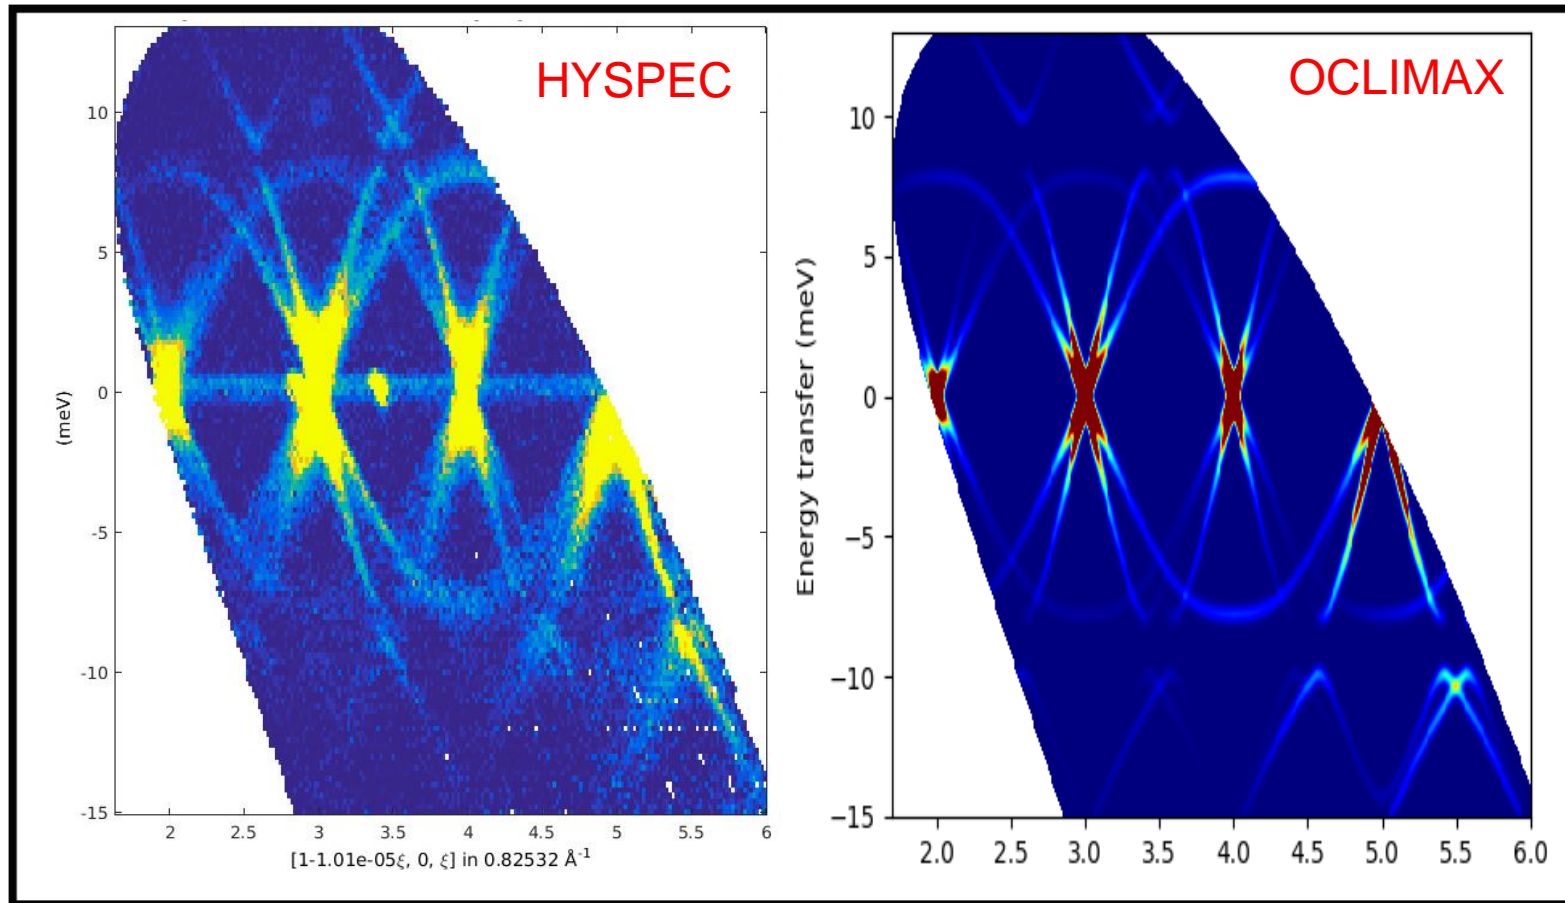 HYSPEC
10
5
0
-5
-10
-15
(meV)
2 2.5 3 3.5 4 4.5 5 5.5 6
[1-1.01e-05ξ, 0, ξ] in 0.82532 Å⁻¹
OCLIMAX
10
5
0
−5
−10
−15
Energy transfer (meV)
2.0 2.5 3.0 3.5 4.0 4.5 5.0 5.5 6.0